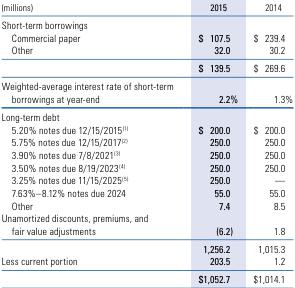 (millions) 2015 2014
Short-term borrowings
Commercial paper $ 107.5 $ 239.4
Other 32.0 30.2
$ 139.5 $ 269.6
Weighted-average interest rate of short-term
borrowings at year-end 2.2% 1.3%
Long-term debt
5.20% notes due 12/15/2015(1) $ 200.0 $ 200.0
5.75% notes due 12/15/2017(2) 250.0 250.0
3.90% notes due 7/8/2021(3) 250.0 250.0
3.50% notes due 8/19/2023(4) 250.0 250.0
3.25% notes due 11/15/2025(5) 250.0 —
7.63%–8.12% notes due 2024 55.0 55.0
Other 7.4 8.5
Unamortized discounts, premiums, and
fair value adjustments (6.2) 1.8
1,256.2 1,015.3
Less current portion 203.5 1.2
$1,052.7 $1,014.1